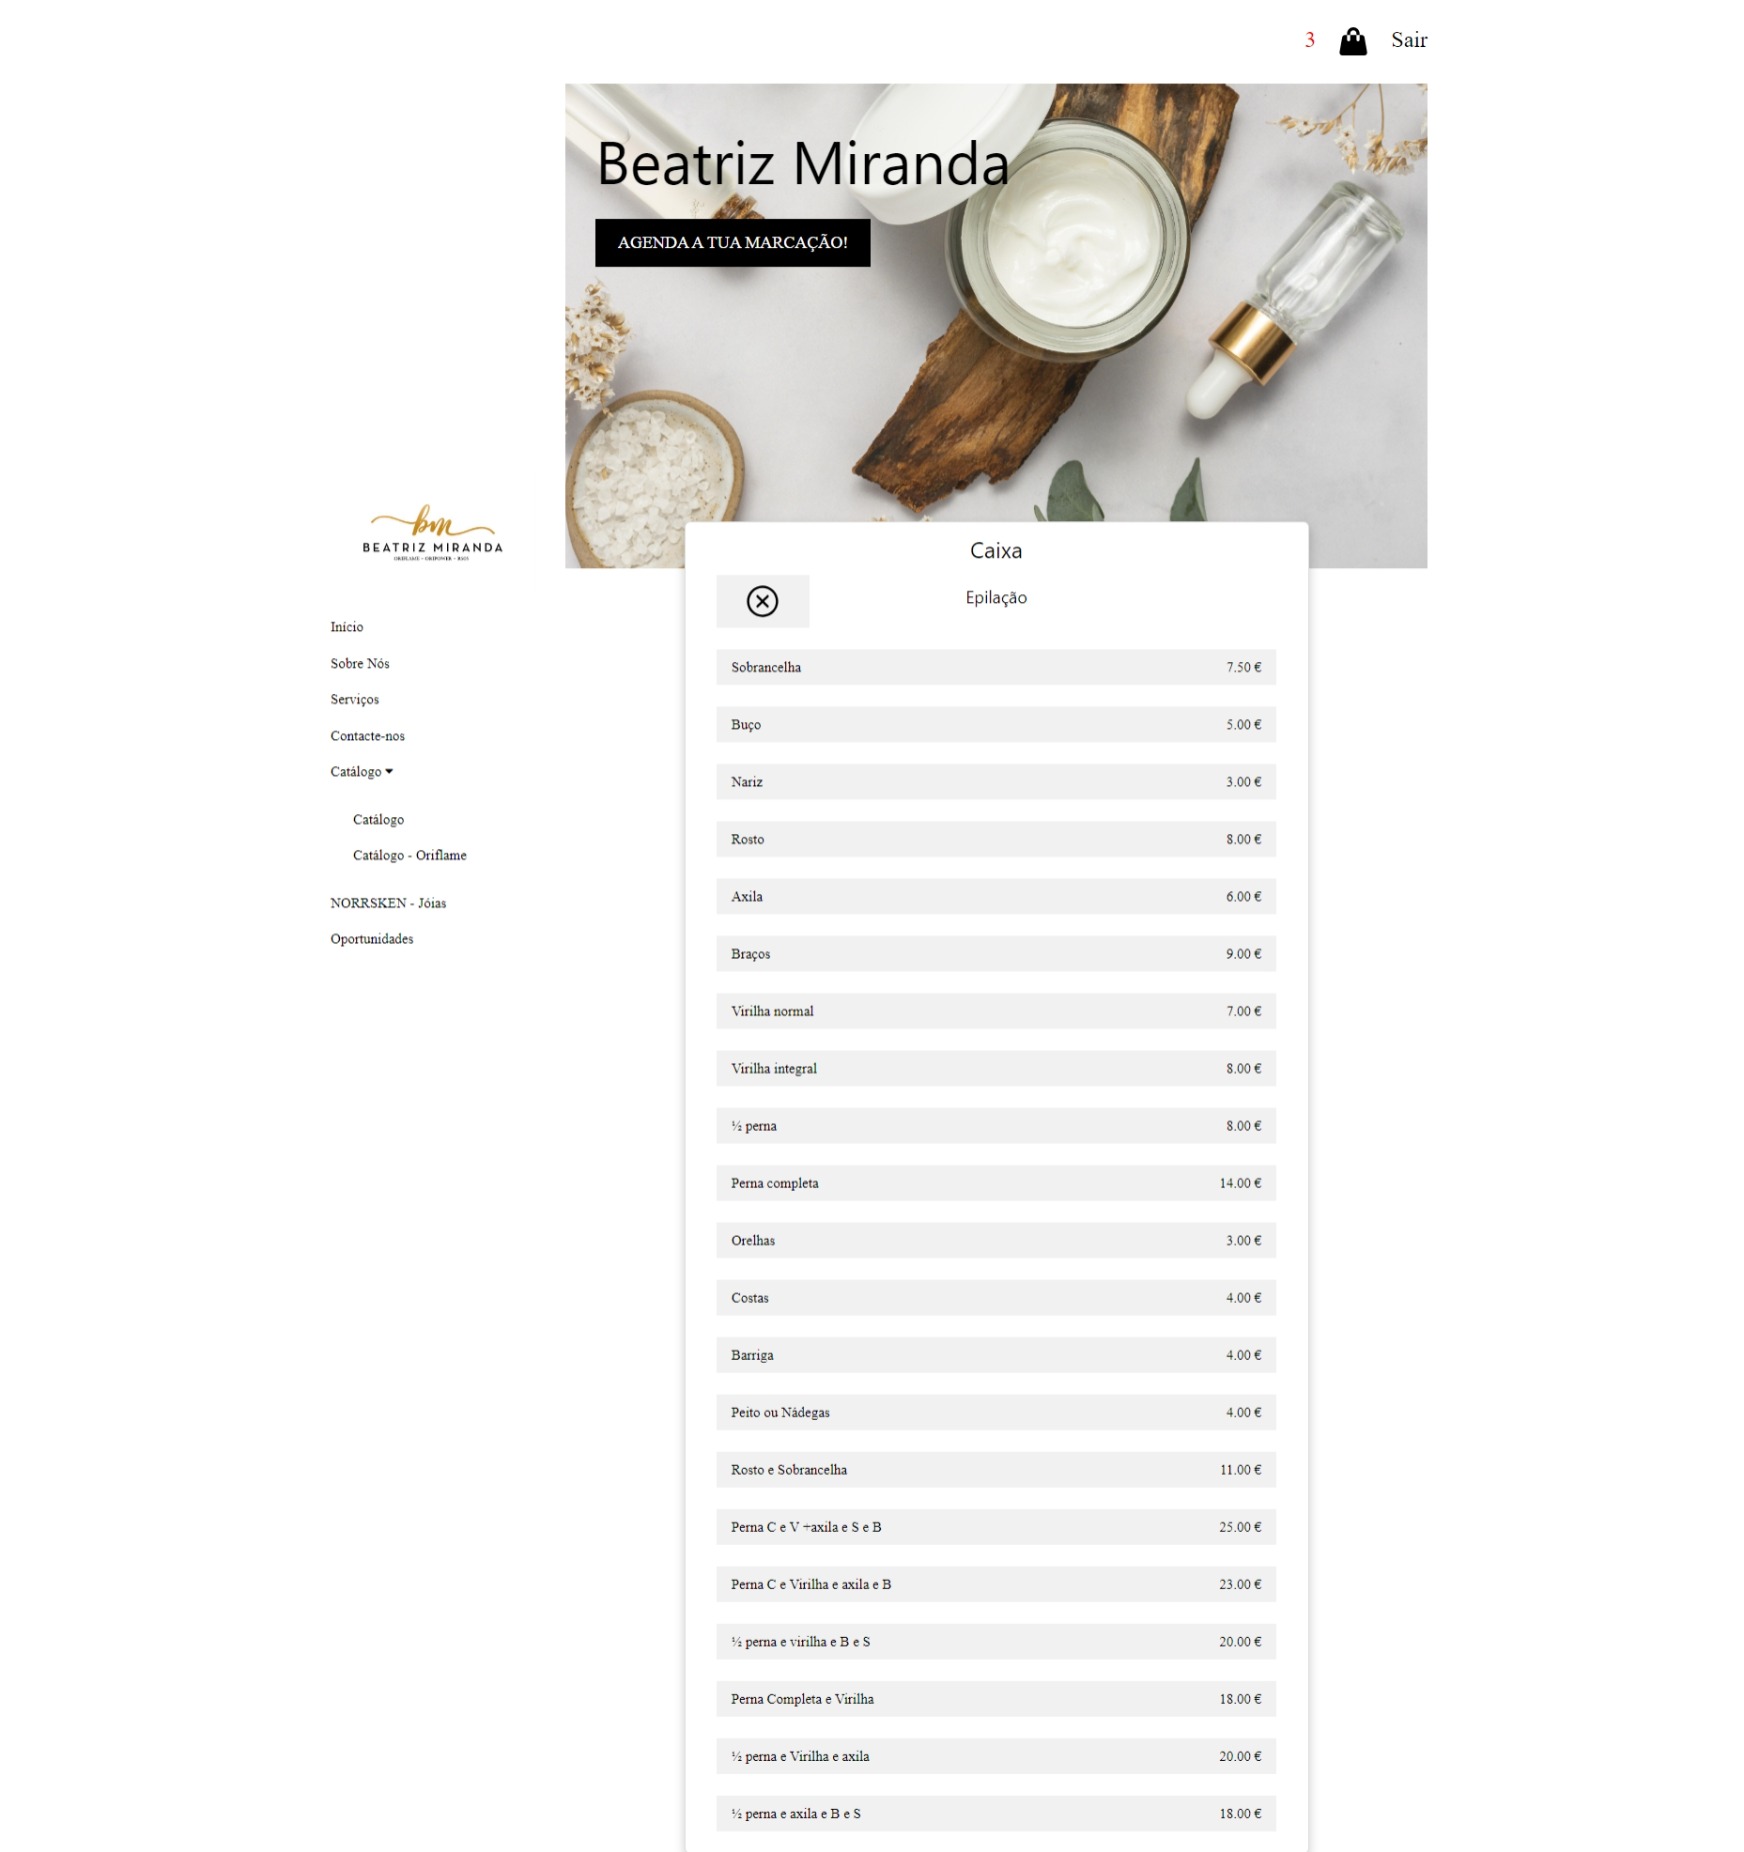 3 Sair
Beatriz Miranda
AGENDA A TUA MARCAÇÃO!
bm
BEATRIZ MIRANDA
Início
Sobre Nós
Serviços
Contacte-nos
Catálogo
Catálogo
Catálogo - Oriflame
NORRSKEN - Jóias
Oportunidades
Caixa
Epilação
Sobrancelha 7.50 €
Buço 5.00 €
Nariz 3.00 €
Rosto 8.00 €
Axila 6.00 €
Braços 9.00 €
Virilha normal 7.00 €
Virilha integral 8.00 €
½ perna 8.00 €
Perna completa 14.00 €
Orelhas 3.00 €
Costas 4.00 €
Barriga 4.00 €
Peito ou Nádegas 4.00 €
Rosto e Sobrancelha 11.00 €
Perna C e V +axila e S e B 25.00 €
Perna C e Virilha e axila e B 23.00 €
½ perna e virilha e B e S 20.00 €
Perna Completa e Virilha 18.00 €
½ perna e Virilha e axila 20.00 €
½ perna e axila e B e S 18.00 €